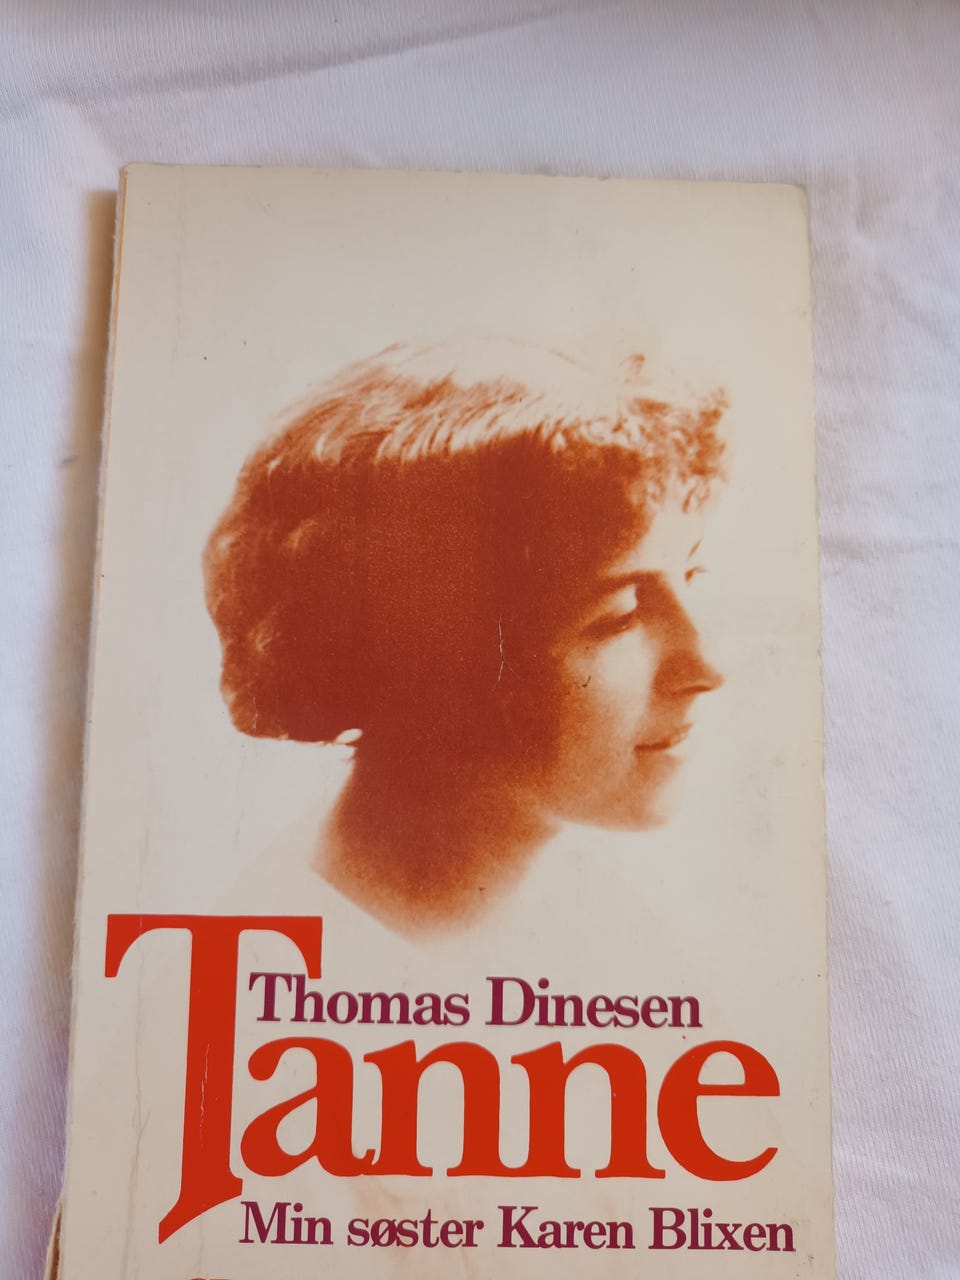 Thomas Dinesen
Tanne
Min søster Karen Blixen